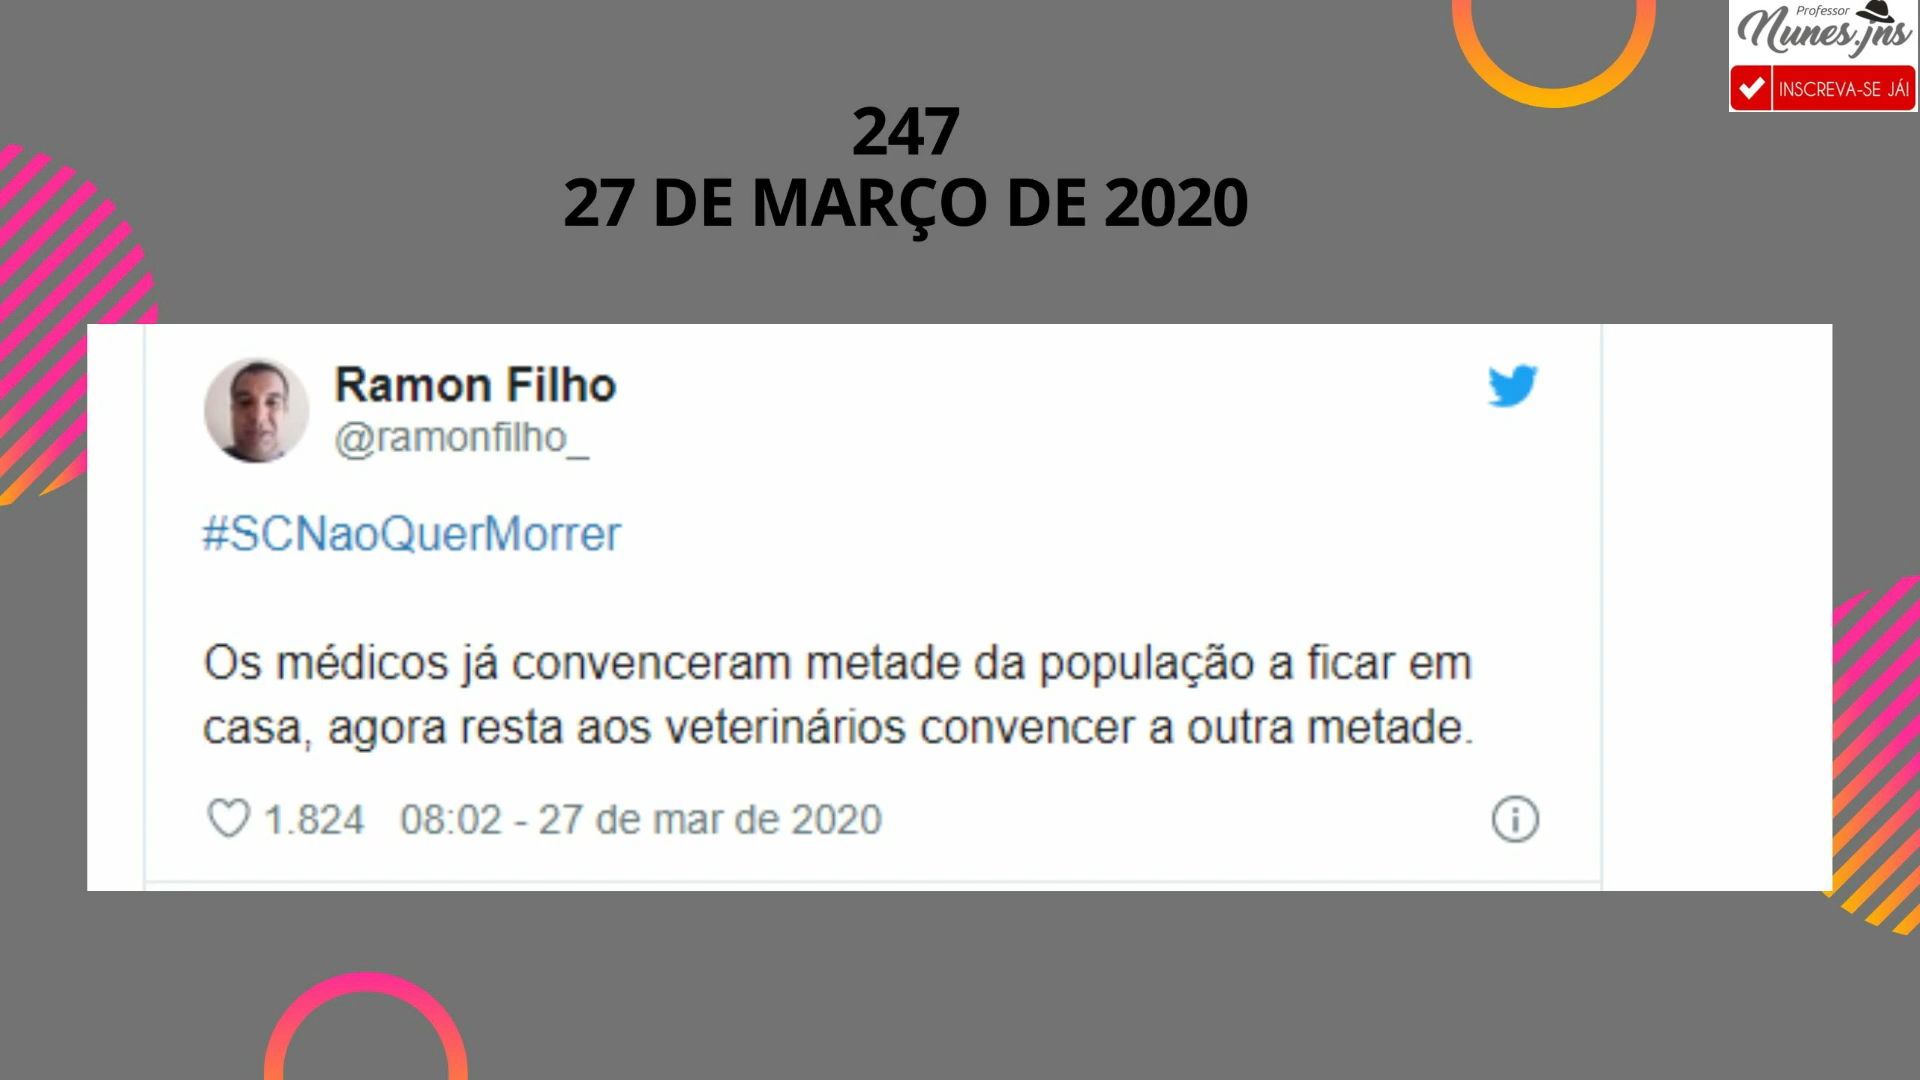 Professor
Nunes.jns
INSCREVA-SE JÁ!
247
27 DE MARÇO DE 2020
Ramon Filho
@ramonfilho_
#SCNaoQuerMorrer
Os médicos já convenceram metade da população a ficar em
casa, agora resta aos veterinários convencer a outra metade.
1.824 08:02 - 27 de mar de 2020